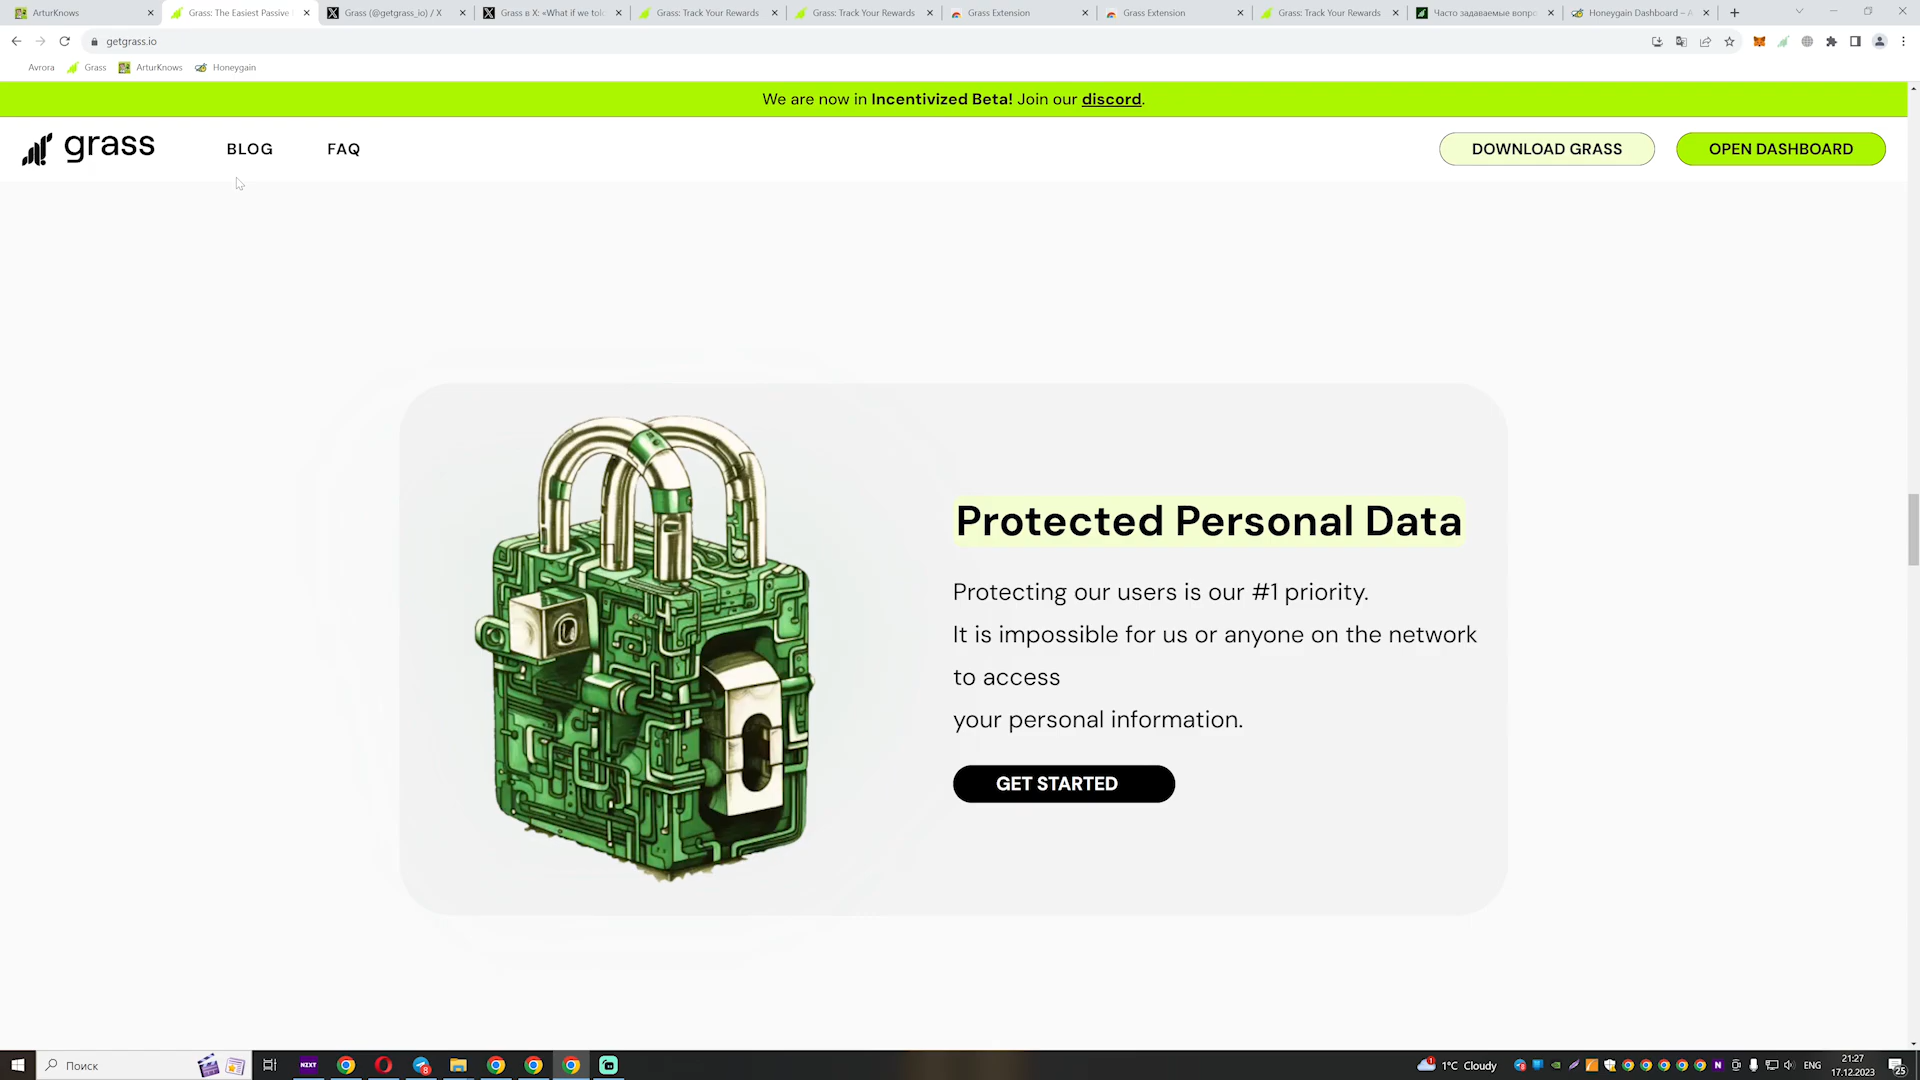 ArturKnows
Grass: The Easiest Passive
Grass (@getgrass_io) / X
Grass в X: «What if we tol
Grass: Track Your Rewards
Grass: Track Your Rewards
Grass Extension
Grass Extension
Grass: Track Your Rewards
Часто задаваемые вопро
Honeygain Dashboard – A
getgrass.io
Avrora
Grass
ArturKnows
Honeygain
We are now in Incentivized Beta! Join our discord.
grass
BLOG
FAQ
DOWNLOAD GRASS
OPEN DASHBOARD
Protected Personal Data
Protecting our users is our #1 priority.
It is impossible for us or anyone on the network
to access
your personal information.
GET STARTED
Поиск
NIXT
8
1
1°C Cloudy
ENG
21:27
17.12.2023
25